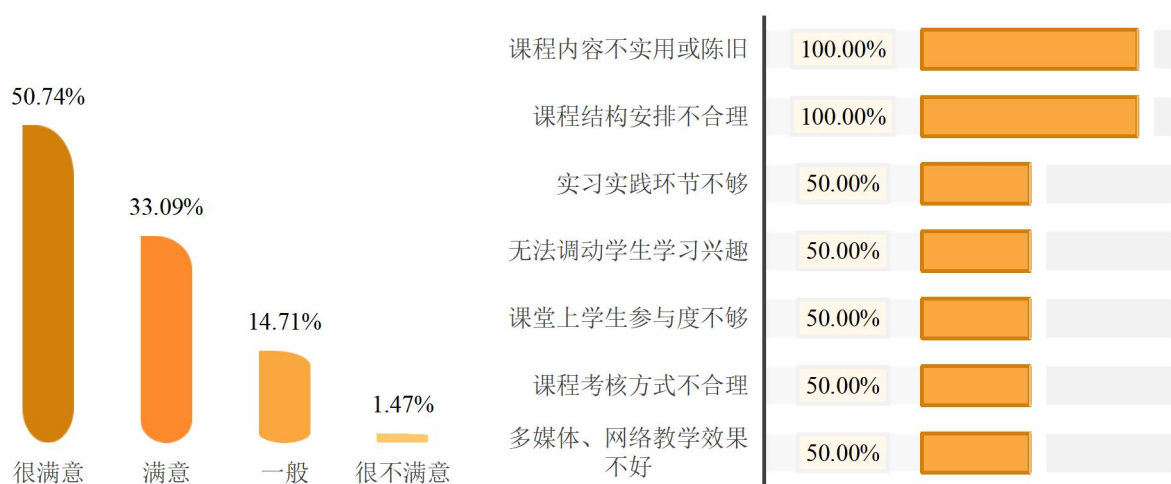 50.74%
33.09%
14.71%
1.47%
很满意
满意
一般
很不满意
课程内容不实用或陈旧
100.00%
课程结构安排不合理
100.00%
实习实践环节不够
50.00%
无法调动学生学习兴趣
50.00%
课堂上学生参与度不够
50.00%
课程考核方式不合理
50.00%
多媒体、网络教学效果
不好
50.00%